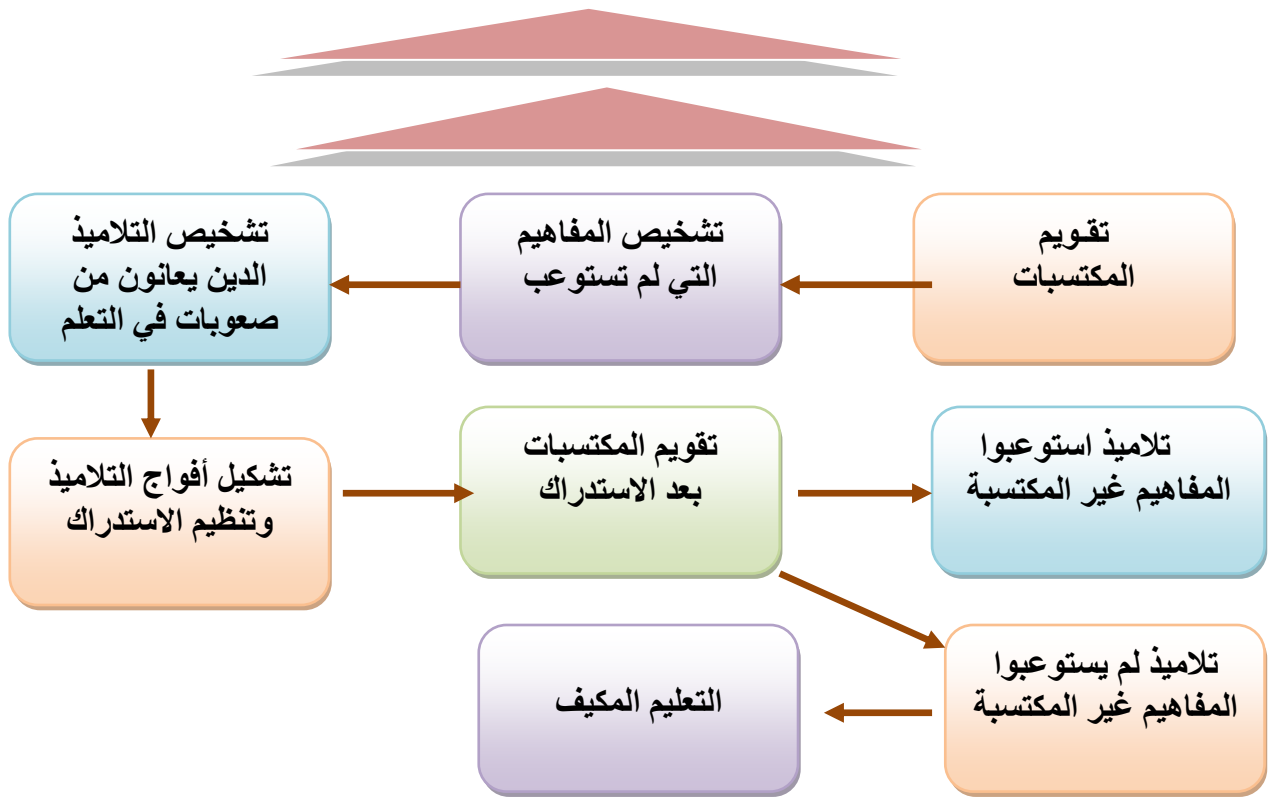 تقـويم
المكتسبات
تشخيص المفاهيم
التي لم تستوعب
تشخيص التلاميذ
الدين يعانون من
صعوبات في التعلم
تشكيل أفواج التلاميذ
وتنظيم الاستدراك
تقويم المكتسبات
بعد الاستدراك
تلاميذ استوعبوا
المفاهيم غير المكتسبة
تلاميذ لم يستوعبوا
المفاهيم غير المكتسبة
التعليم المكيف